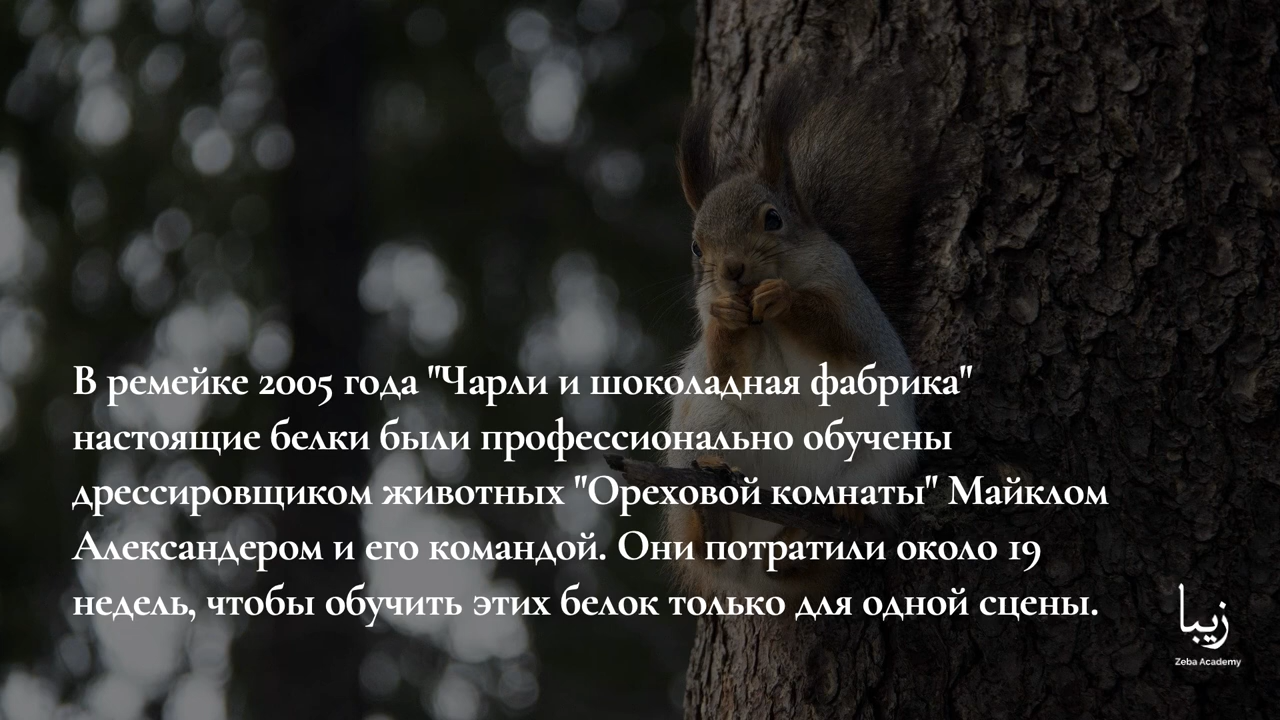 В ремейке 2005 года "Чарли и шоколадная фабрика"
настоящие белки были профессионально обучены
дрессировщиком животных "Ореховой комнаты" Майклом
Александером и его командой. Они потратили около 19
недель, чтобы обучить этих белок только для одной сцены.
زیبا
Zeba Academy